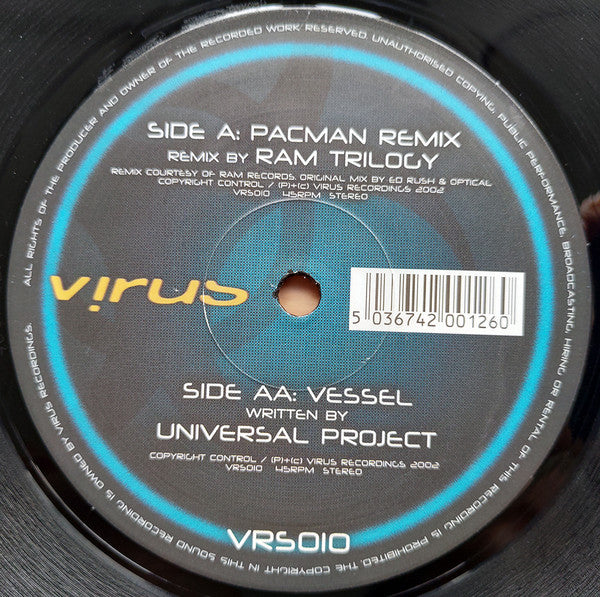 ALL RIGHTS OF THE PRODUCER AND OWNER OF THE RECORDED WORK RESERVED. UNAUTHORISED COPYING, PUBLIC PERFORMANCE, BROADCASTING, HIRING OR RENTAL OF THIS RECORDING IS PROHIBITED. THE COPYRIGHT IN THIS SOUND RECORDING IS OWNED BY VIRUS RECORDINGS.
SIDE A: PACMAN REMIX
REMIX BY RAM TRILOGY
REMIX COURTESY OF RAM RECORDS. ORIGINAL MIX BY ED RUSH & OPTICAL
COPYRIGHT CONTROL / (P)+(C) VIRUS RECORDINGS 2002
VRS010 45RPM STEREO
virus
5 036742 001260
SIDE AA: VESSEL
WRITTEN BY
UNIVERSAL PROJECT
COPYRIGHT CONTROL / (P)+(C) VIRUS RECORDINGS 2002
VRS010 45RPM STEREO
VRS010